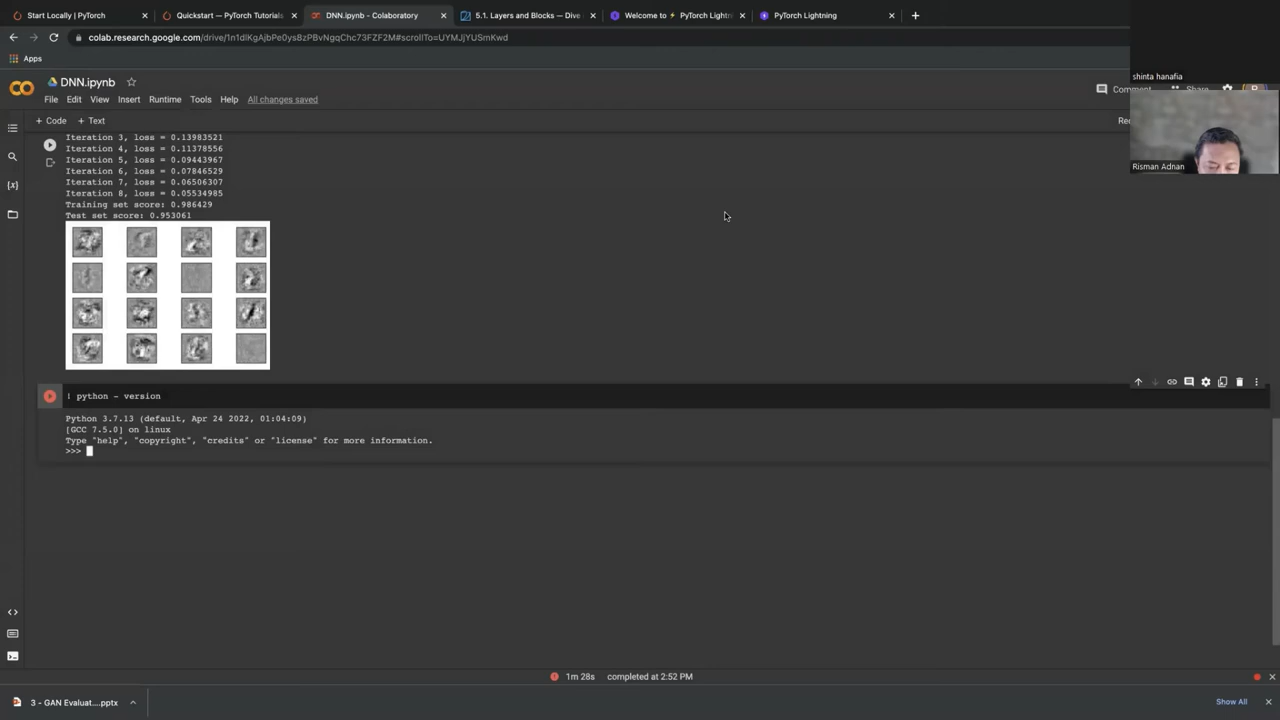 Start Locally | PyTorch
Quickstart — PyTorch Tutorials
DNN.ipynb - Colaboratory
5.1. Layers and Blocks — Dive
Welcome to ⚡ PyTorch Lightn
PyTorch Lightning
colab.research.google.com/drive/1n1dIKgAjbPe0ys8zPBvNgqChc73FZF2M#scrollTo=UYMJjYUSmKwd
Apps
shinta hanafia
DNN.ipynb
File Edit View Insert Runtime Tools Help All changes saved
Comment Share
+ Code + Text
Iteration 3, loss = 0.13983521
Iteration 4, loss = 0.11378556
Iteration 5, loss = 0.09443967
Iteration 6, loss = 0.07846529
Iteration 7, loss = 0.06506307
Iteration 8, loss = 0.05534985
Training set score: 0.986429
Test set score: 0.953061
Risman Adnan
! python - version
Python 3.7.13 (default, Apr 24 2022, 01:04:09)
[GCC 7.5.0] on linux
Type "help", "copyright", "credits" or "license" for more information.
>>>
1m 28s completed at 2:52 PM
3 - GAN Evaluat....pptx
Show All